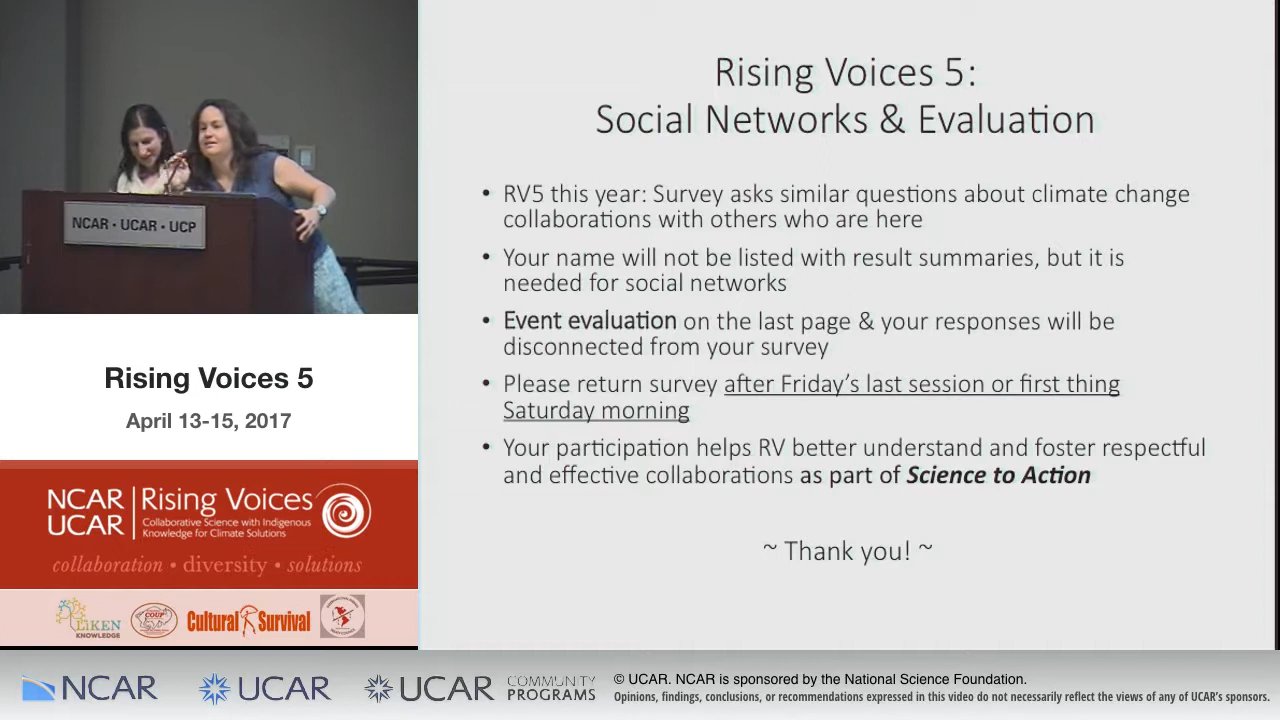 NCAR • UCAR • UCP
Rising Voices 5
April 13-15, 2017
NCAR
UCAR
Rising Voices
Collaborative Science with Indigenous
Knowledge for Climate Solutions
collaboration • diversity • solutions
LiKEN
KNOWLEDGE
COUP
Cultural Survival
Rising Voices 5:
Social Networks & Evaluation
• RV5 this year: Survey asks similar questions about climate change
collaborations with others who are here
• Your name will not be listed with result summaries, but it is
needed for social networks
• Event evaluation on the last page & your responses will be
disconnected from your survey
• Please return survey after Friday's last session or first thing
Saturday morning
• Your participation helps RV better understand and foster respectful
and effective collaborations as part of Science to Action
~ Thank you! ~
NCAR
UCAR
UCAR
COMMUNITY
PROGRAMS
© UCAR. NCAR is sponsored by the National Science Foundation.
Opinions, findings, conclusions, or recommendations expressed in this video do not necessarily reflect the views of any of UCAR's sponsors.